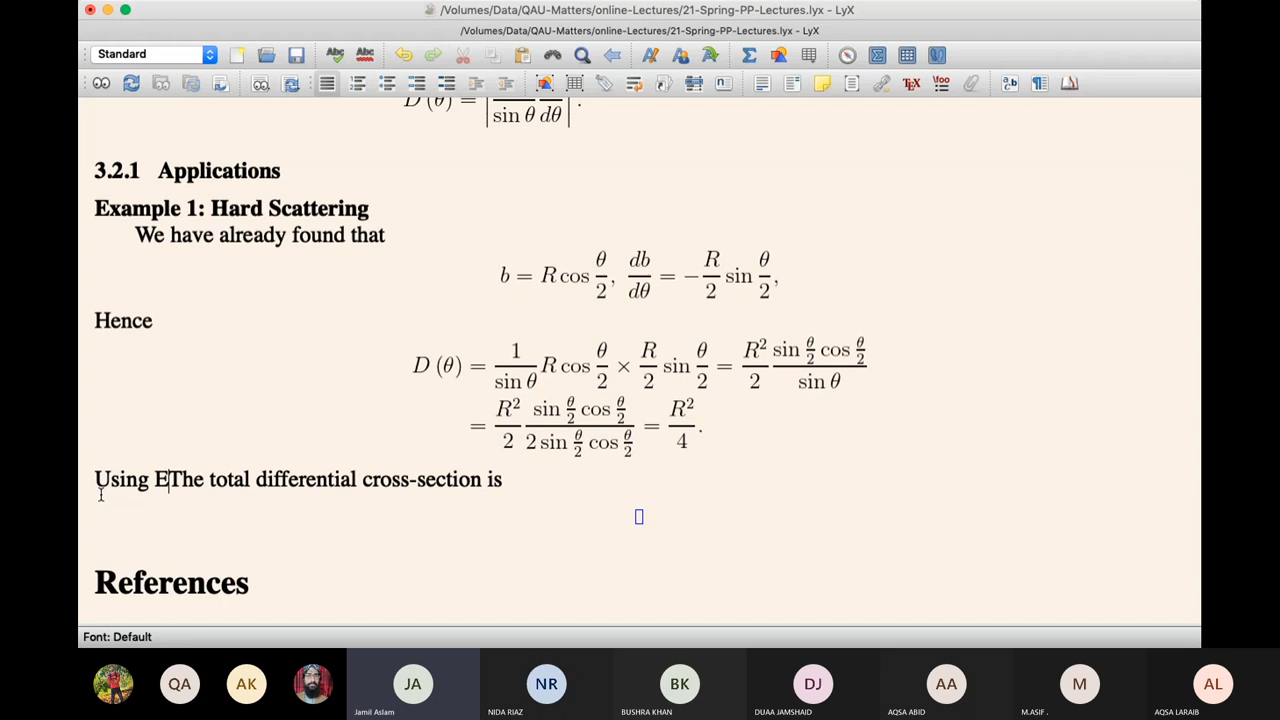 /Volumes/Data/QAU-Matters/online-Lectures/21-Spring-PP-Lectures.lyx - LyX
/Volumes/Data/QAU-Matters/online-Lectures/21-Spring-PP-Lectures.lyx - LyX
Standard
D (θ) = | / sin θ d/dθ | .
3.2.1 Applications
Example 1: Hard Scattering
We have already found that
b = R cos θ/2, db/dθ = − R/2 sin θ/2,
Hence
D (θ) = 1/sin θ R cos θ/2 × R/2 sin θ/2 = R²/2 sin θ/2 cos θ/2 / sin θ
= R²/2 sin θ/2 cos θ/2 / 2 sin θ/2 cos θ/2 = R²/4 .
Using EThe total differential cross-section is
References
Font: Default
QA AK JA NR BK DJ AA M AL
Jamil Aslam NIDA RIAZ BUSHRA KHAN DUAA JAMSHAID AQSA ABID M.ASIF . AQSA LARAIB